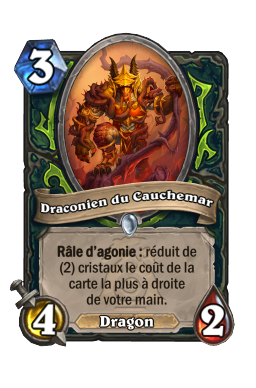 3
Draconien du Cauchemar
Râle d'agonie : réduit de
(2) cristaux le coût de la
carte la plus à droite
de votre main.
4 Dragon 2